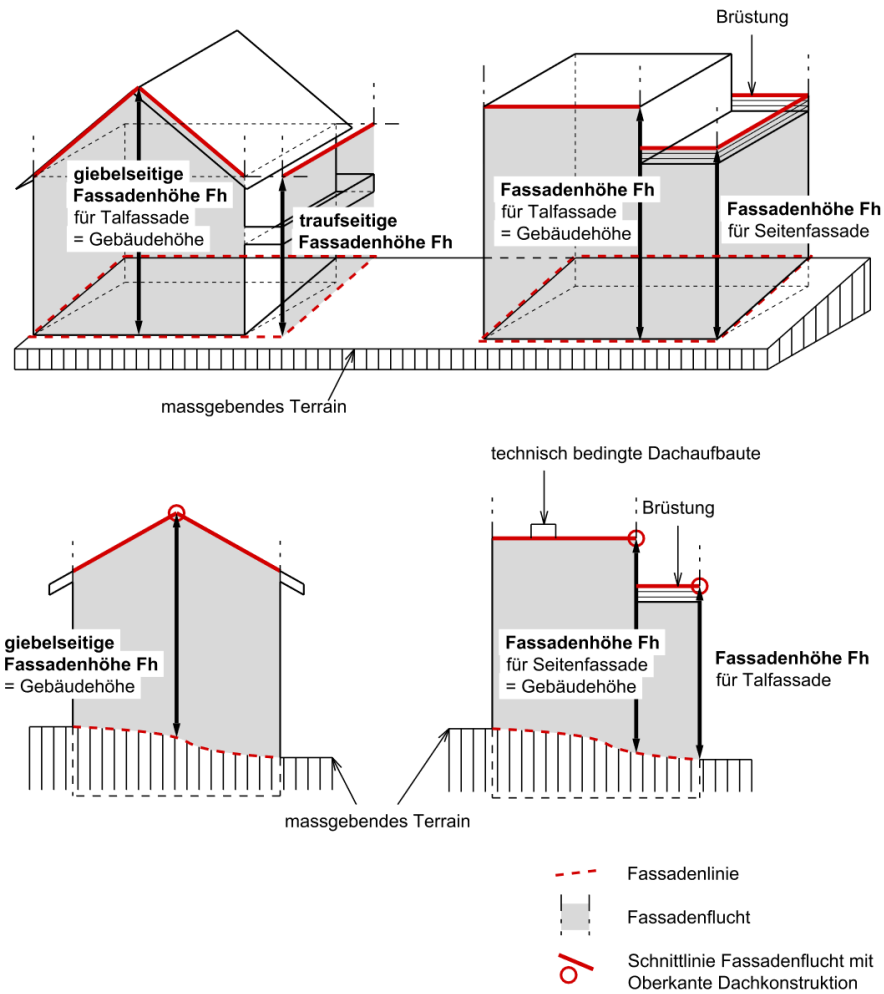 Brüstung
giebelseitige
Fassadenhöhe Fh
für Talfassade
= Gebäudehöhe
traufseitige
Fassadenhöhe Fh
Fassadenhöhe Fh
für Talfassade
= Gebäudehöhe
Fassadenhöhe Fh
für Seitenfassade
massgebendes Terrain
technisch bedingte Dachaufbaute
Brüstung
giebelseitige
Fassadenhöhe Fh
= Gebäudehöhe
Fassadenhöhe Fh
für Seitenfassade
= Gebäudehöhe
Fassadenhöhe Fh
für Talfassade
massgebendes Terrain
Fassadenlinie
Fassadenflucht
Schnittlinie Fassadenflucht mit
Oberkante Dachkonstruktion